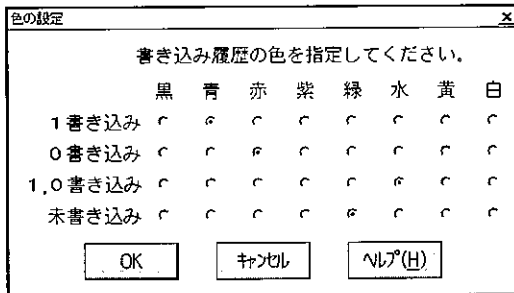 色の設定 ×
書き込み履歴の色を指定してください。
黒 青 赤 紫 緑 水 黄 白
1書き込み
0書き込み
1,0書き込み
未書き込み
OK キャンセル ヘルプ(H)